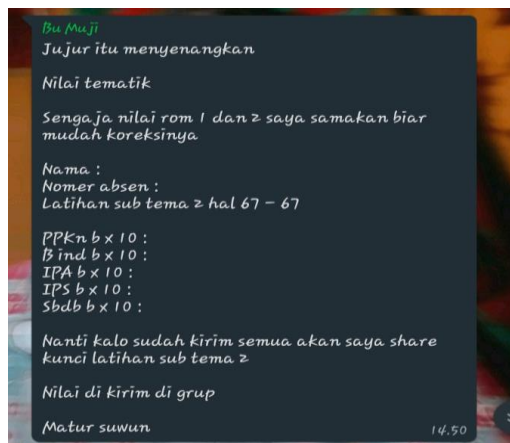 Bu Muji
Jujur itu menyenangkan
Nilai tematik
Sengaja nilai rom 1 dan 2 saya samakan biar
mudah koreksinya
Nama :
Nomer absen :
Latihan sub tema 2 hal 67 - 67
PPKn b x 10 :
B ind b x 10 :
IPA b x 10 :
IPS b x 10 :
Sbdb b x 10 :
Nanti kalo sudah kirim semua akan saya share
kunci latihan sub tema 2
Nilai di kirim di grup
Matur suwun
14.50